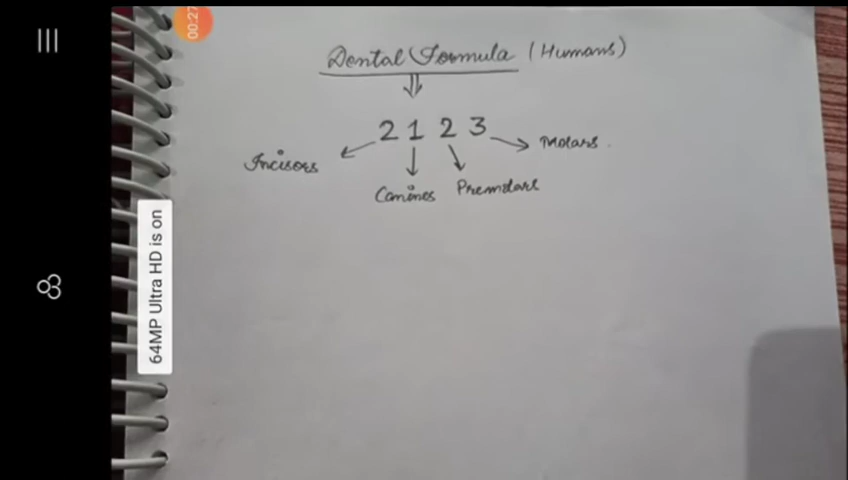 00:27
Dental Formula (Humans)
2 1 2 3
Incisors
Canines
Premolars
Molars.
64MP Ultra HD is on